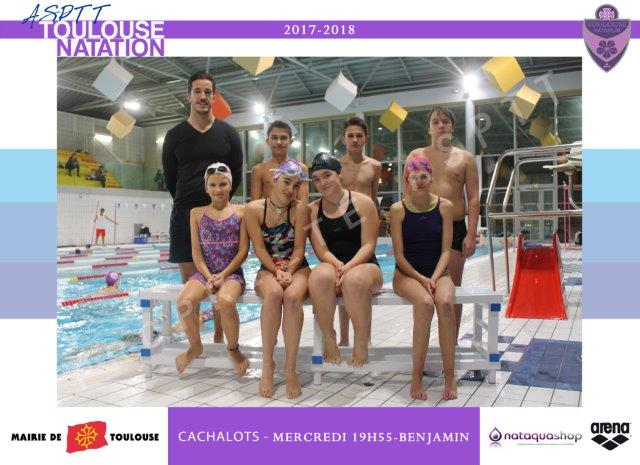 ASPTT
TOULOUSE
NATATION
2017-2018
TOULOUSE
NATATION
MAIRIE DE TOULOUSE
CACHALOTS - MERCREDI 19H55-BENJAMIN
nataquashop
arena